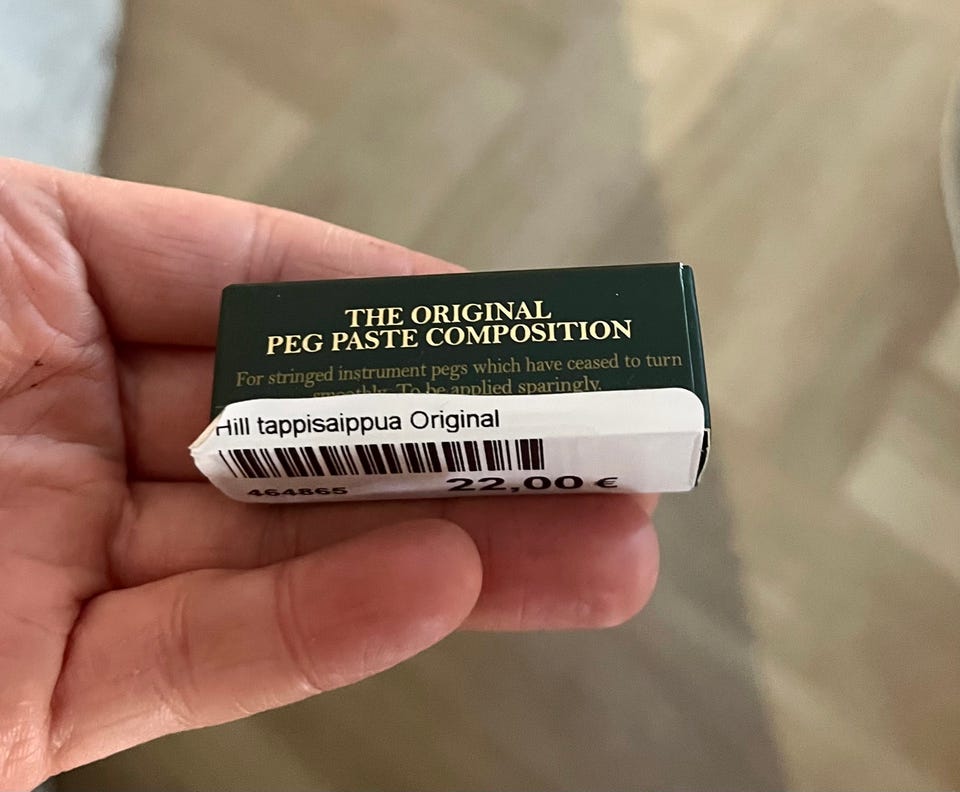 THE ORIGINAL
PEG PASTE COMPOSITION
For stringed instrument pegs which have ceased to turn
smoothly. To be applied sparingly.
Hill tappisaippua Original
464865
22,00 €